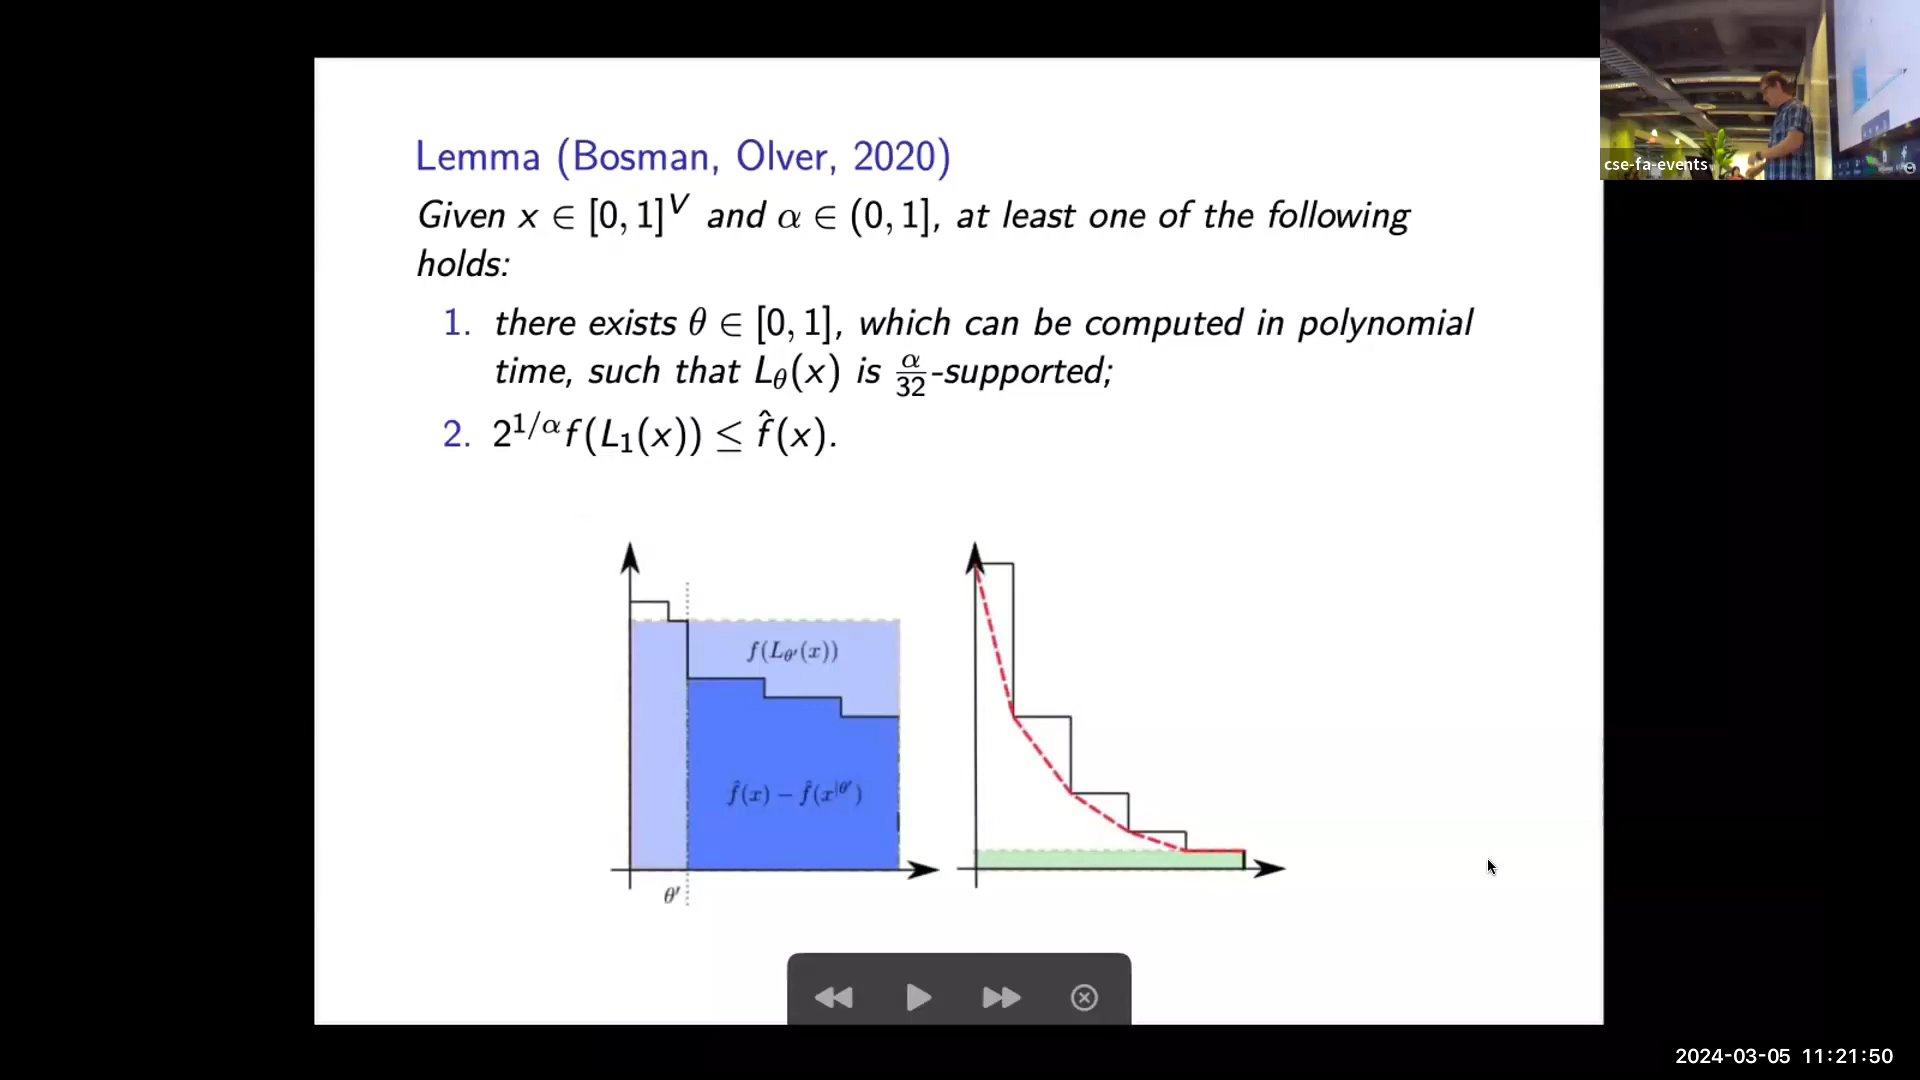 Lemma (Bosman, Olver, 2020)
Given x ∈ [0, 1]^V and α ∈ (0, 1], at least one of the following
holds:
1. there exists θ ∈ [0, 1], which can be computed in polynomial
time, such that L_θ(x) is α/32-supported;
2. 2^{1/α} f(L_1(x)) ≤ f̂(x).
f(L_{θ'}(x))
f̂(x) − f̂(x^{|θ'})
θ'
cse-fa-events
2024-03-05 11:21:50